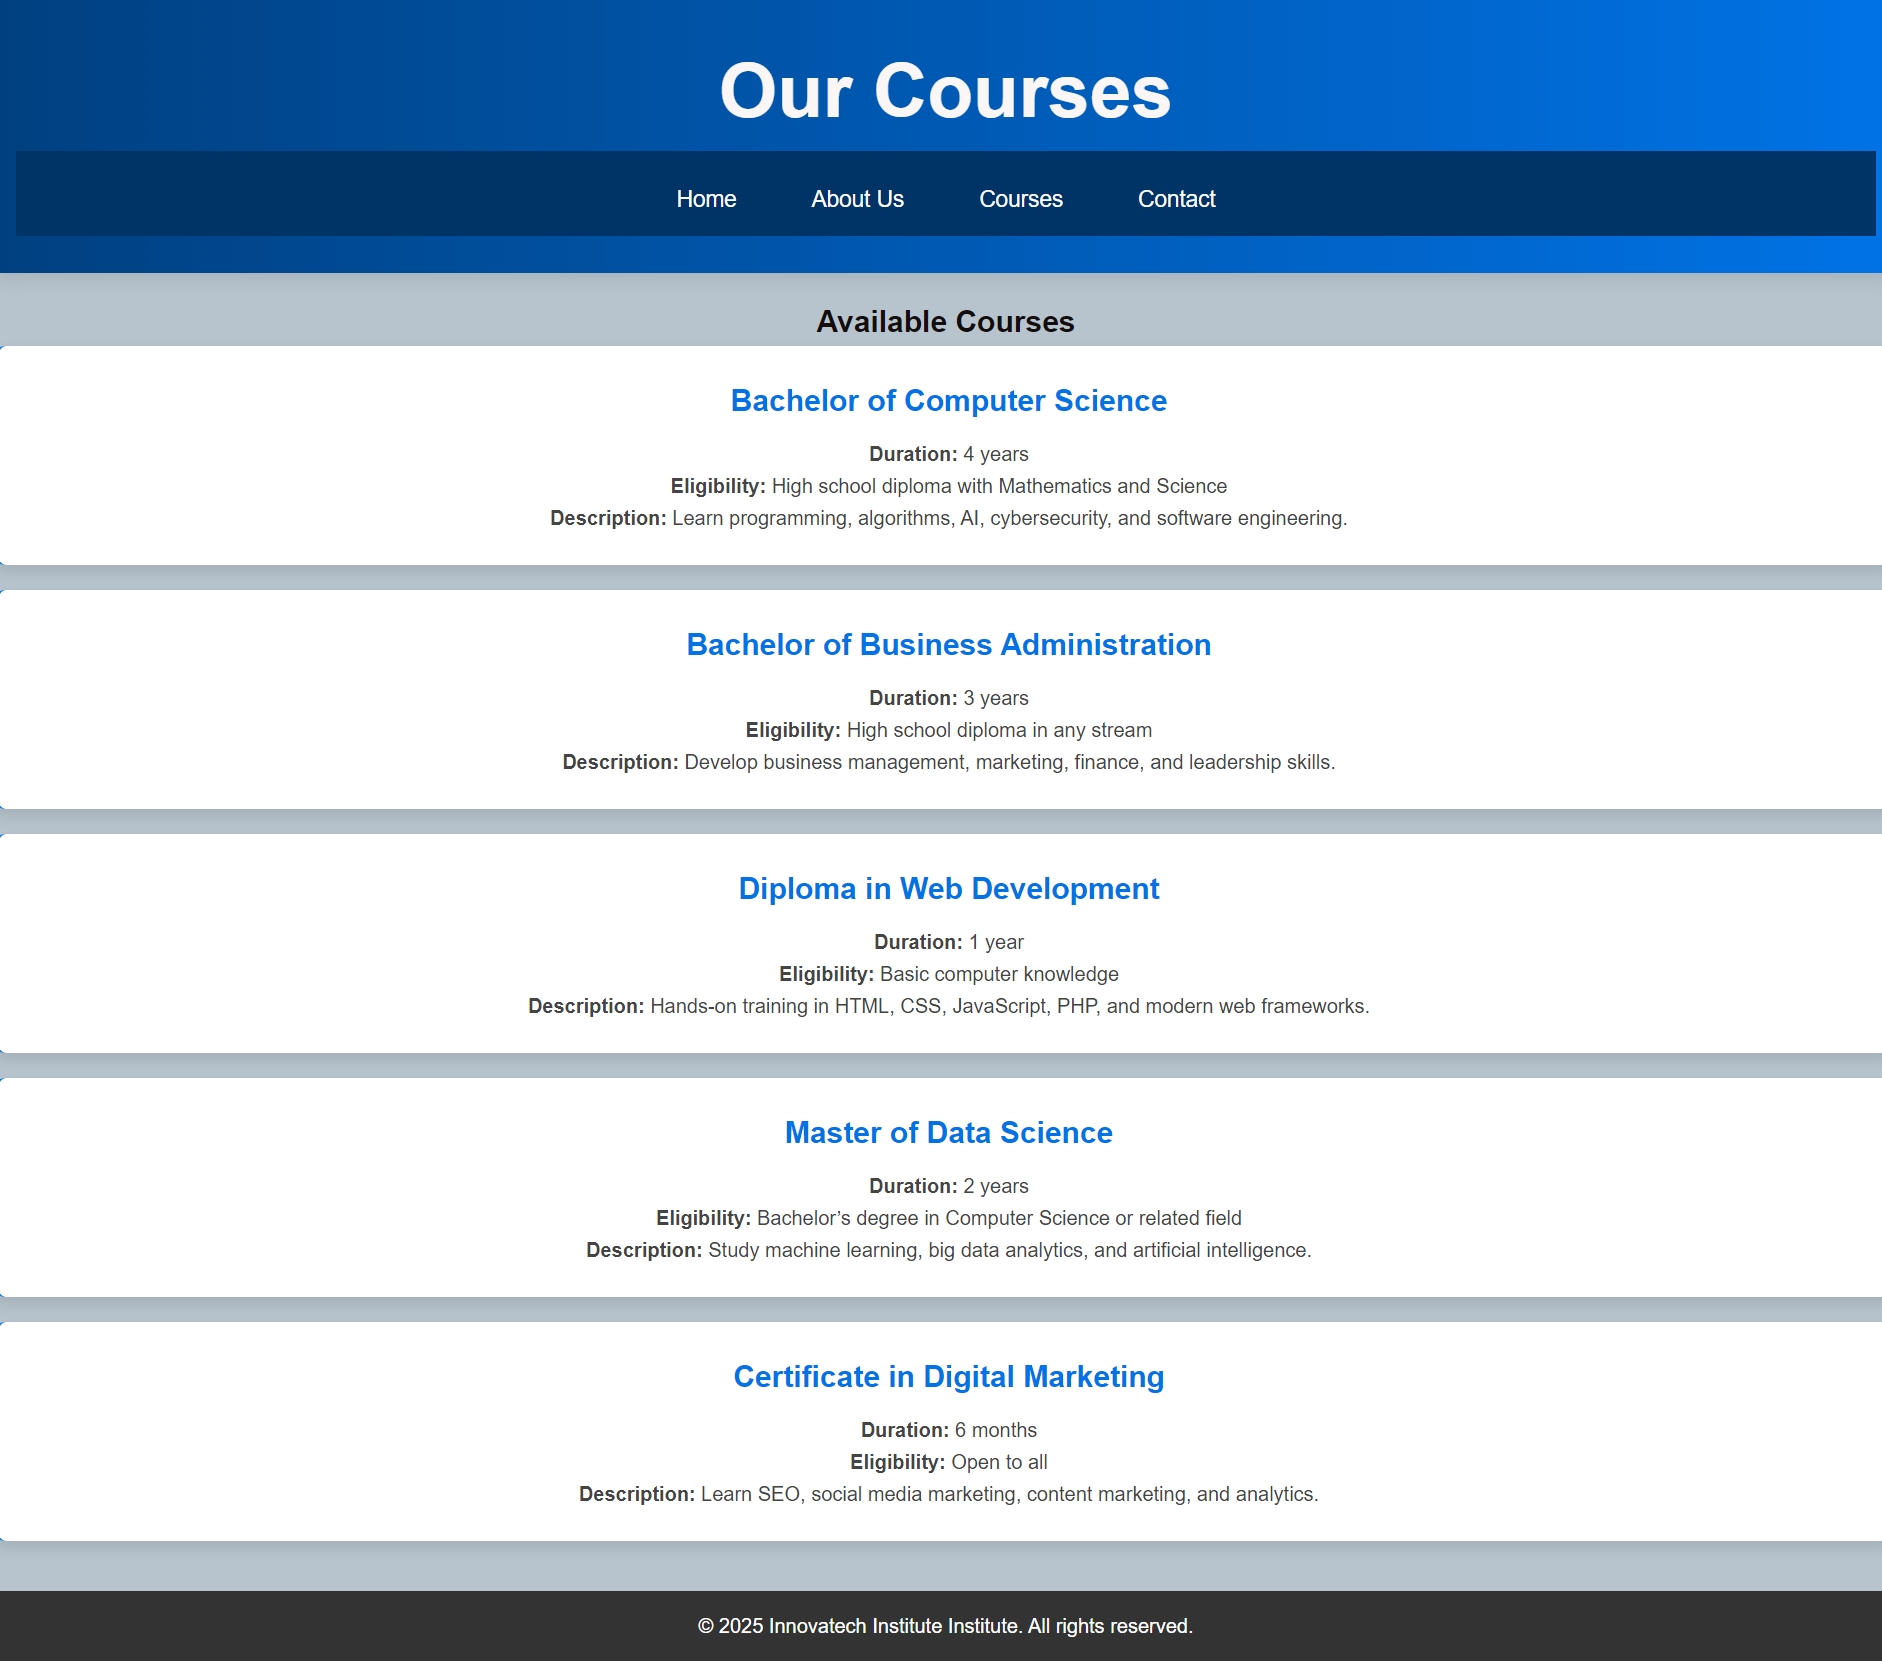 Our Courses
Home About Us Courses Contact
Available Courses
Bachelor of Computer Science
Duration: 4 years
Eligibility: High school diploma with Mathematics and Science
Description: Learn programming, algorithms, AI, cybersecurity, and software engineering.
Bachelor of Business Administration
Duration: 3 years
Eligibility: High school diploma in any stream
Description: Develop business management, marketing, finance, and leadership skills.
Diploma in Web Development
Duration: 1 year
Eligibility: Basic computer knowledge
Description: Hands-on training in HTML, CSS, JavaScript, PHP, and modern web frameworks.
Master of Data Science
Duration: 2 years
Eligibility: Bachelor’s degree in Computer Science or related field
Description: Study machine learning, big data analytics, and artificial intelligence.
Certificate in Digital Marketing
Duration: 6 months
Eligibility: Open to all
Description: Learn SEO, social media marketing, content marketing, and analytics.
© 2025 Innovatech Institute Institute. All rights reserved.